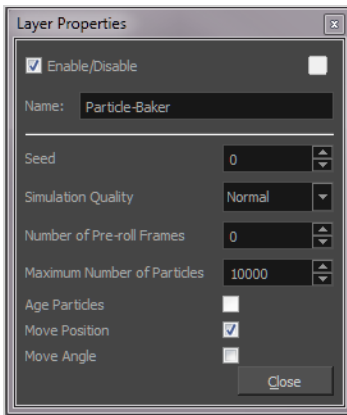 Layer Properties
Enable/Disable
Name: Particle-Baker
Seed 0
Simulation Quality Normal
Number of Pre-roll Frames 0
Maximum Number of Particles 10000
Age Particles
Move Position
Move Angle
Close